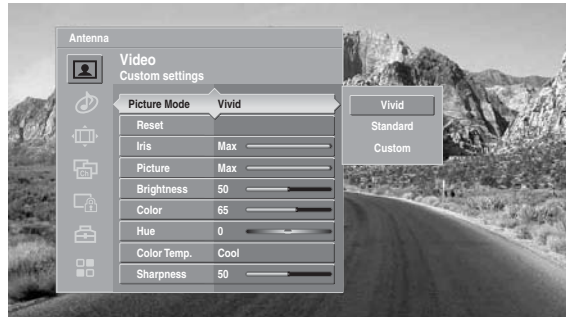 Antenna
Video
Custom settings
Picture Mode Vivid
Reset
Iris Max
Picture Max
Brightness 50
Color 65
Hue 0
Color Temp. Cool
Sharpness 50
Vivid
Standard
Custom
Ch